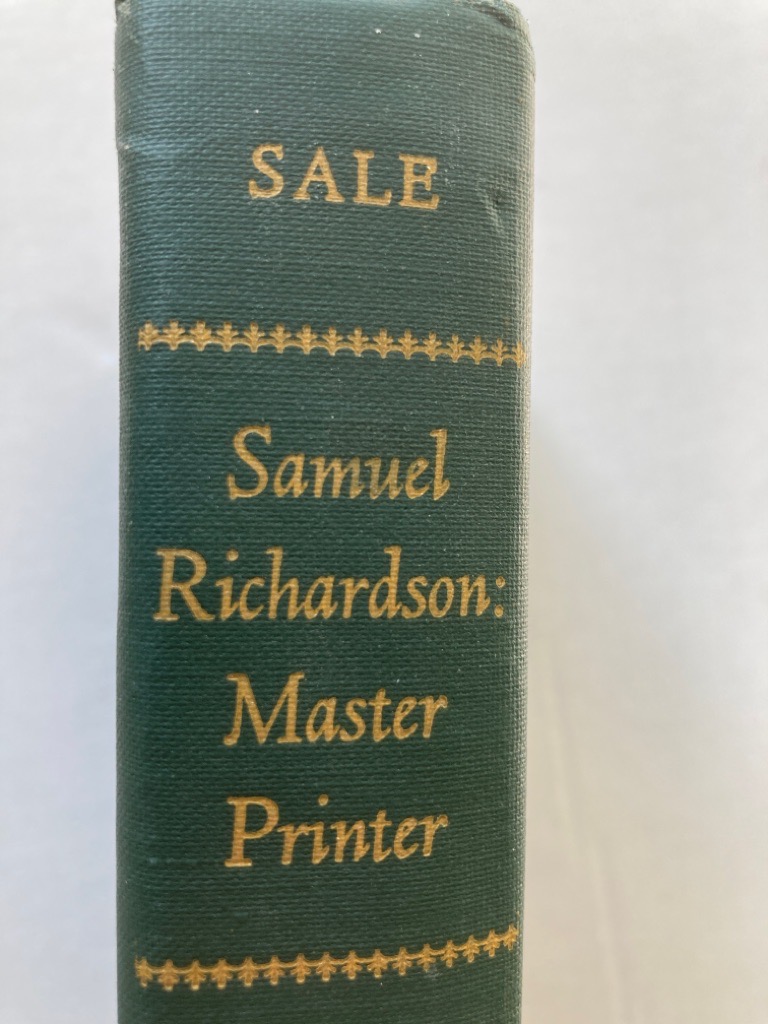 SALE
Samuel
Richardson:
Master
Printer